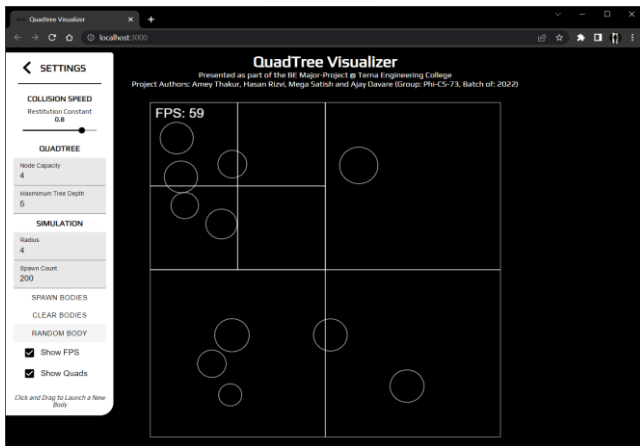 Quadtree Visualizer
localhost:3000
SETTINGS
QuadTree Visualizer
Presented as part of the BE Major-Project @ Terna Engineering College
Project Authors: Amey Thakur, Hasan Rizvi, Mega Satish and Ajay Davare (Group: Phi-CS-73, Batch of: 2022)
COLLISION SPEED
Restitution Constant
0.8
QUADTREE
Node Capacity
4
Maxmimum Tree Depth
5
SIMULATION
Radius
4
Spawn Count
200
SPAWN BODIES
CLEAR BODIES
RANDOM BODY
Show FPS
Show Quads
Click and Drag to Launch a New
Body
FPS: 59